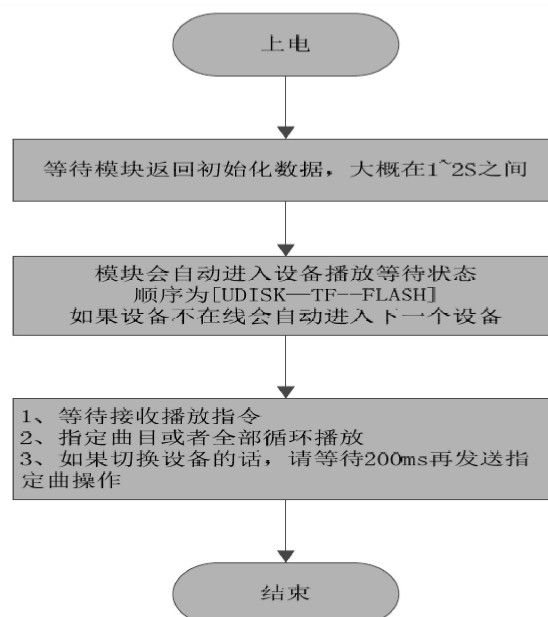 上电
等待模块返回初始化数据，大概在1~2S之间
模块会自动进入设备播放等待状态
顺序为[UDISK——TF--FLASH]
如果设备不在线会自动进入下一个设备
1、等待接收播放指令
2、指定曲目或者全部循环播放
3、如果切换设备的话，请等待200ms再发送指
定曲操作
结束